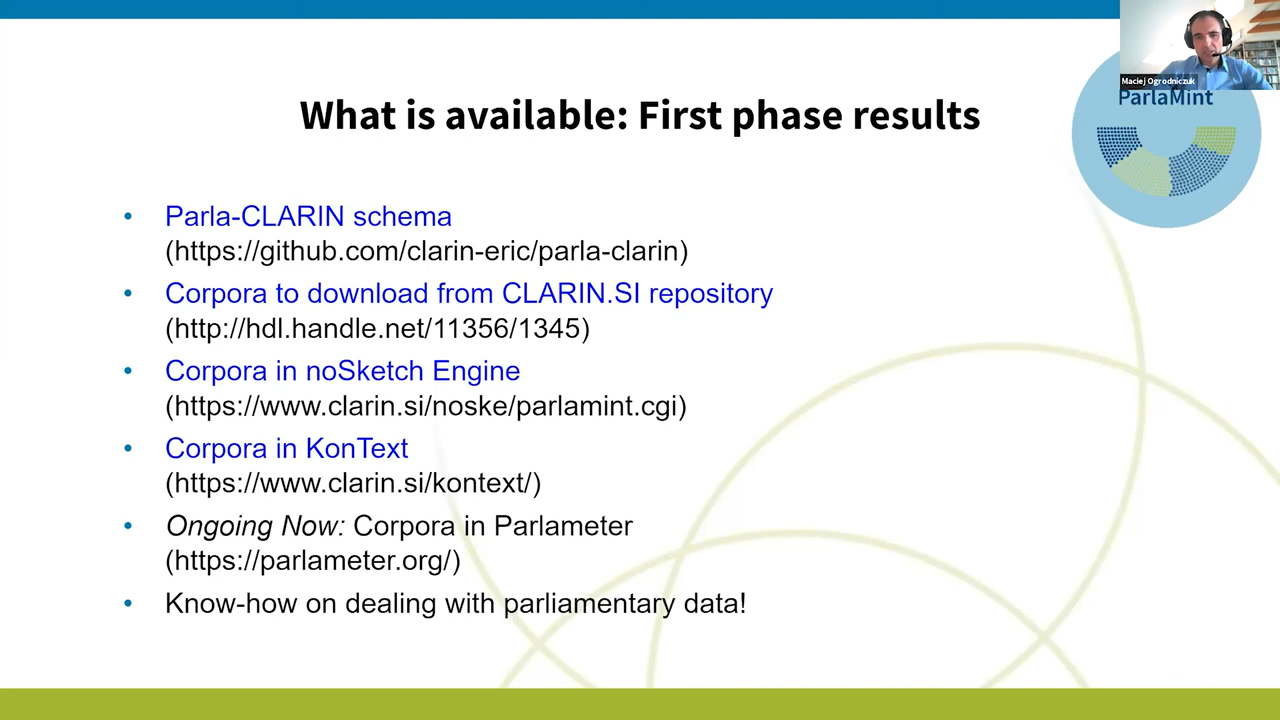 Maciej Ogrodniczuk
ParlaMint
What is available: First phase results
• Parla-CLARIN schema
(https://github.com/clarin-eric/parla-clarin)
• Corpora to download from CLARIN.SI repository
(http://hdl.handle.net/11356/1345)
• Corpora in noSketch Engine
(https://www.clarin.si/noske/parlamint.cgi)
• Corpora in KonText
(https://www.clarin.si/kontext/)
• Ongoing Now: Corpora in Parlameter
(https://parlameter.org/)
• Know-how on dealing with parliamentary data!